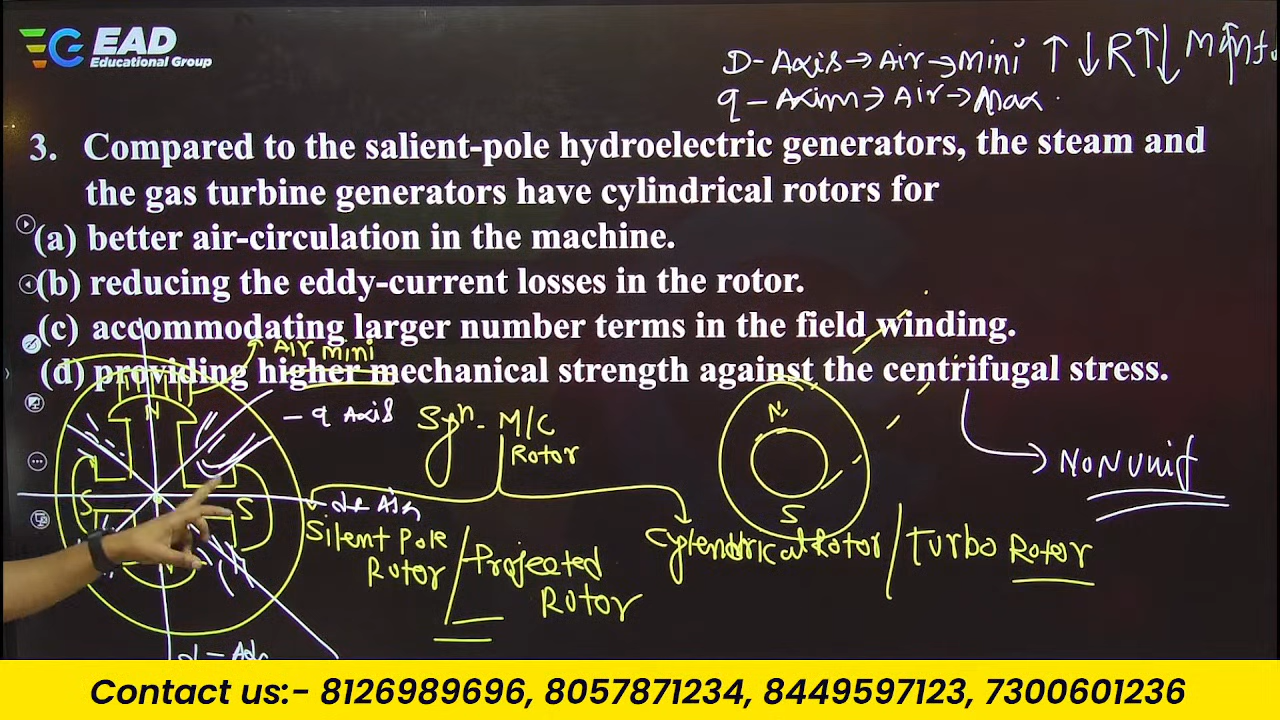 EAD
Educational Group
D-Axis→Air→Mini ↑↓R↑↓
q - Axim→Air→Max
3. Compared to the salient-pole hydroelectric generators, the steam and
the gas turbine generators have cylindrical rotors for
(a) better air-circulation in the machine.
(b) reducing the eddy-current losses in the rotor.
(c) accommodating larger number terms in the field winding.
(d) providing higher mechanical strength against the centrifugal stress.
Air mini
N
- q Axis
S
S
Syn. M/C
Rotor
N
S
Non unif
Silent Pole
Rotor / Projected
Rotor
Cylendrical Rotor / Turbo Rotor
Contact us:- 8126989696, 8057871234, 8449597123, 7300601236